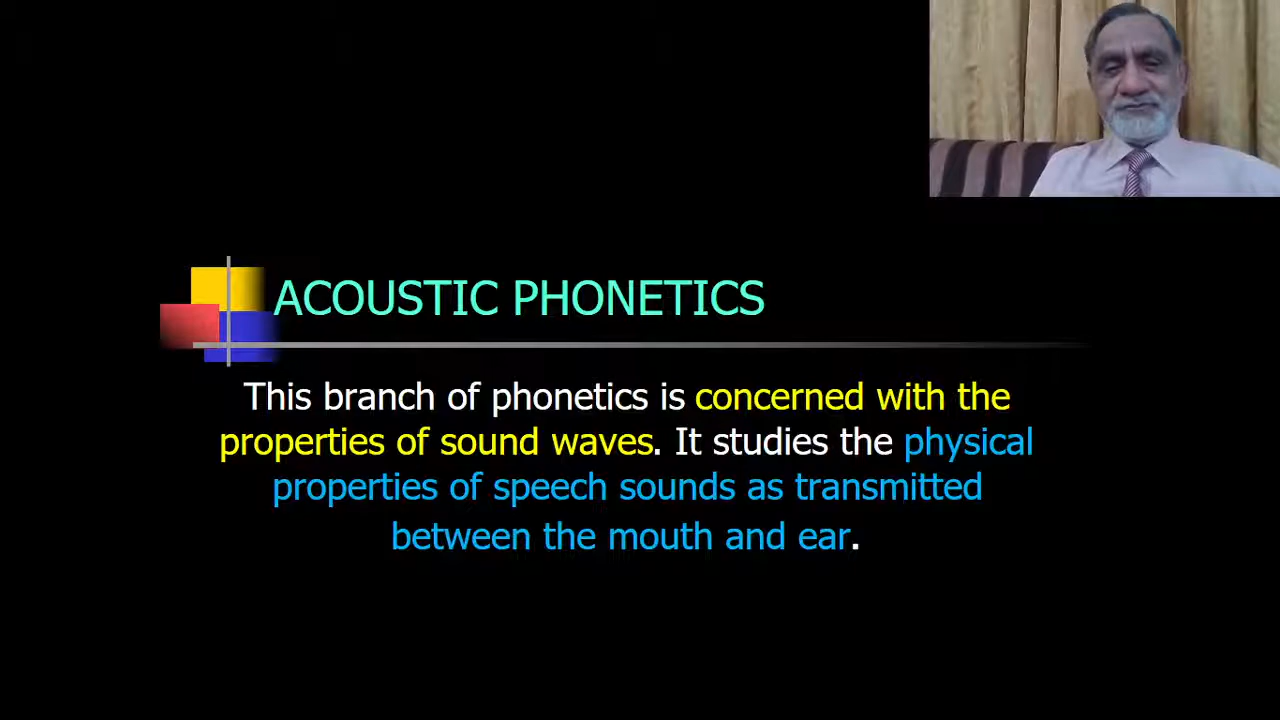 ACOUSTIC PHONETICS
This branch of phonetics is concerned with the
properties of sound waves. It studies the physical
properties of speech sounds as transmitted
between the mouth and ear.